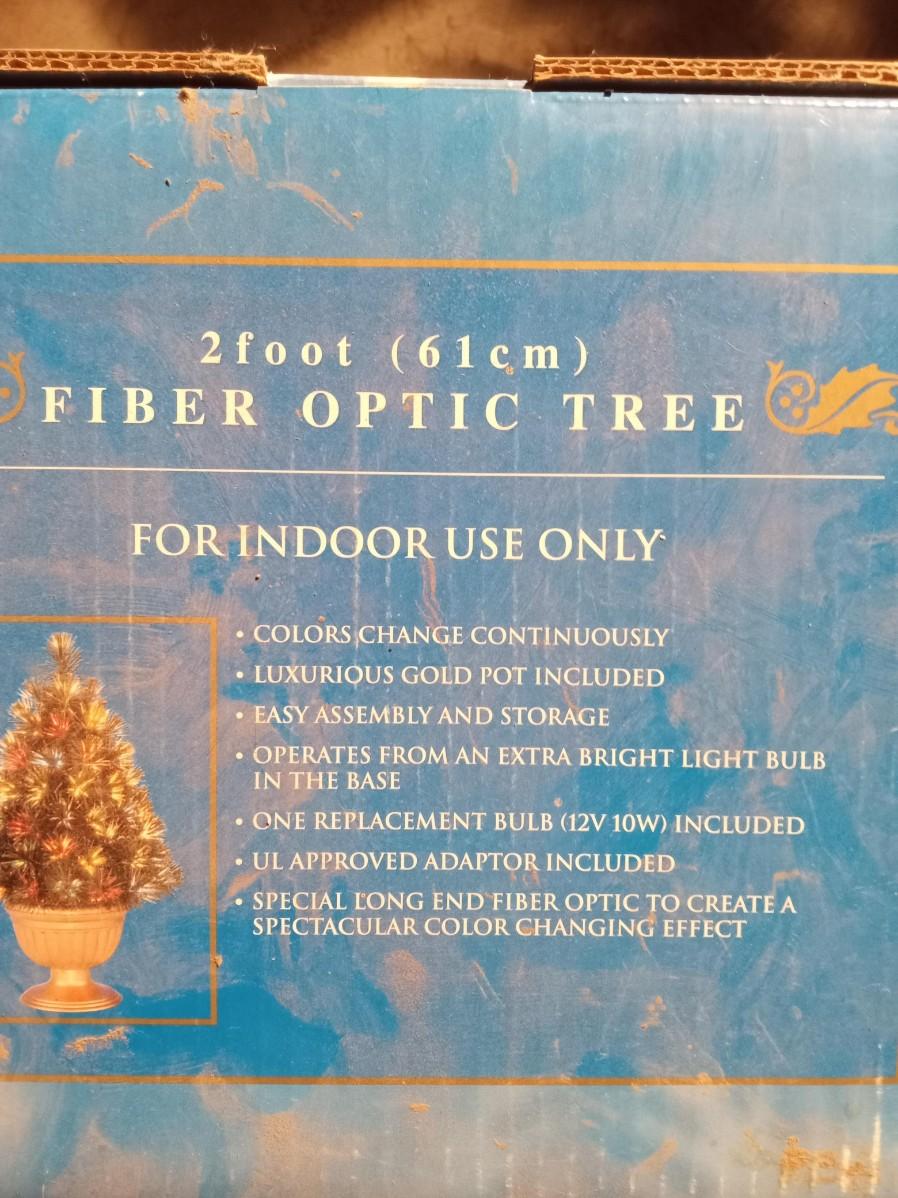 2foot (61cm)
FIBER OPTIC TREE
FOR INDOOR USE ONLY
• COLORS CHANGE CONTINUOUSLY
• LUXURIOUS GOLD POT INCLUDED
• EASY ASSEMBLY AND STORAGE
• OPERATES FROM AN EXTRA BRIGHT LIGHT BULB
IN THE BASE
• ONE REPLACEMENT BULB (12V 10W) INCLUDED
• UL APPROVED ADAPTOR INCLUDED
• SPECIAL LONG END FIBER OPTIC TO CREATE A
SPECTACULAR COLOR CHANGING EFFECT